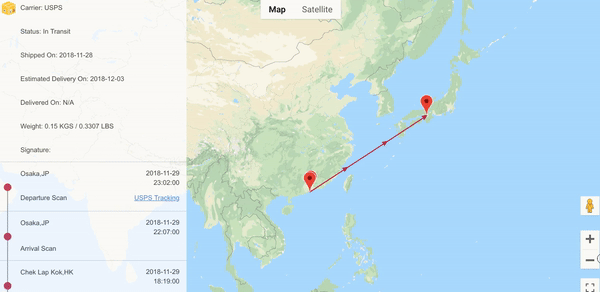 Map Satellite
Carrier: USPS
Status: In Transit
Shipped On: 2018-11-28
Estimated Delivery On: 2018-12-03
Delivered On: N/A
Weight: 0.15 KGS / 0.3307 LBS
Signature:
Osaka,JP 2018-11-29
23:02:00
Departure Scan USPS Tracking
Osaka,JP 2018-11-29
22:07:00
Arrival Scan
Chek Lap Kok,HK 2018-11-29
18:19:00